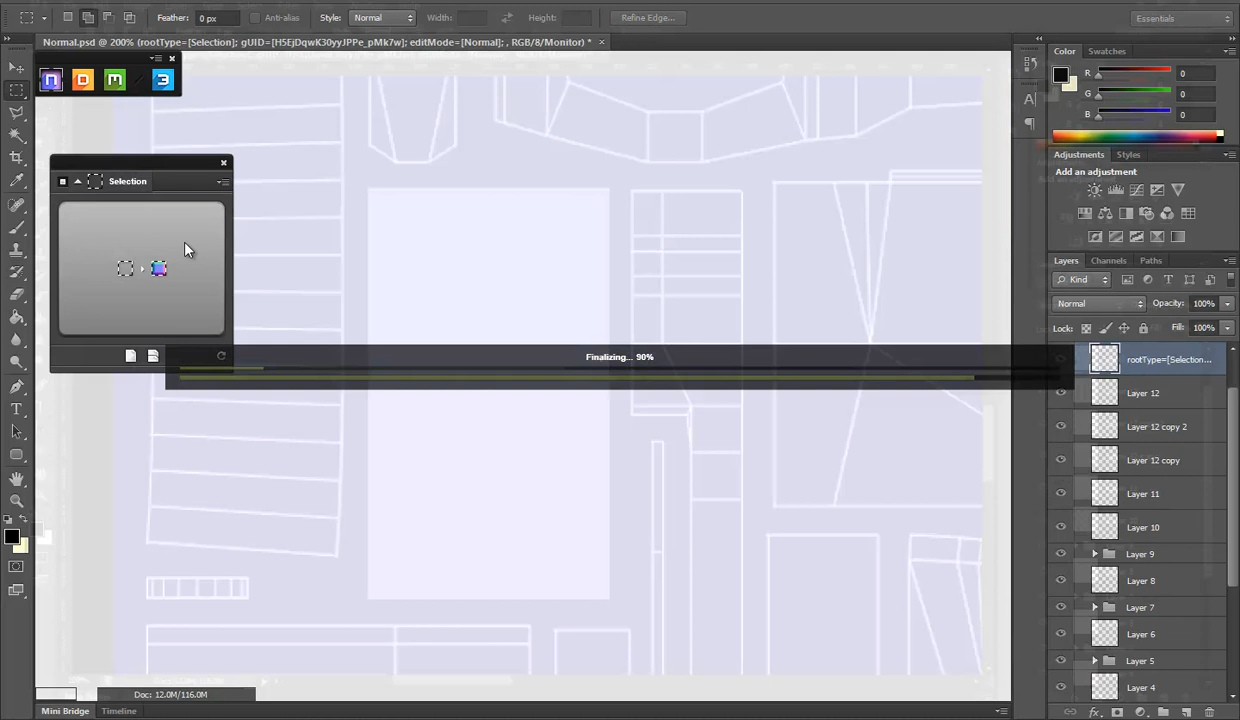 Feather: 0 px Anti-alias Style: Normal Width: Height: Refine Edge... Essentials
Normal.psd @ 200% (rootType=[Selection]; gUID=[H5EjDqwK30yyJPPe_pMk7w]; editMode=[Normal]; , RGB/8/Monitor) * ×
Color Swatches
R 0
G 0
B 0
Adjustments Styles
Add an adjustment
Selection
Layers Channels Paths
Kind
Normal Opacity: 100%
Lock: Fill: 100%
Finalizing... 90%
rootType=[Selection...
Layer 12
Layer 12 copy 2
Layer 12 copy
Layer 11
Layer 10
Layer 9
Layer 8
Layer 7
Layer 6
Layer 5
Layer 4
Doc: 12.0M/116.0M
Mini Bridge Timeline